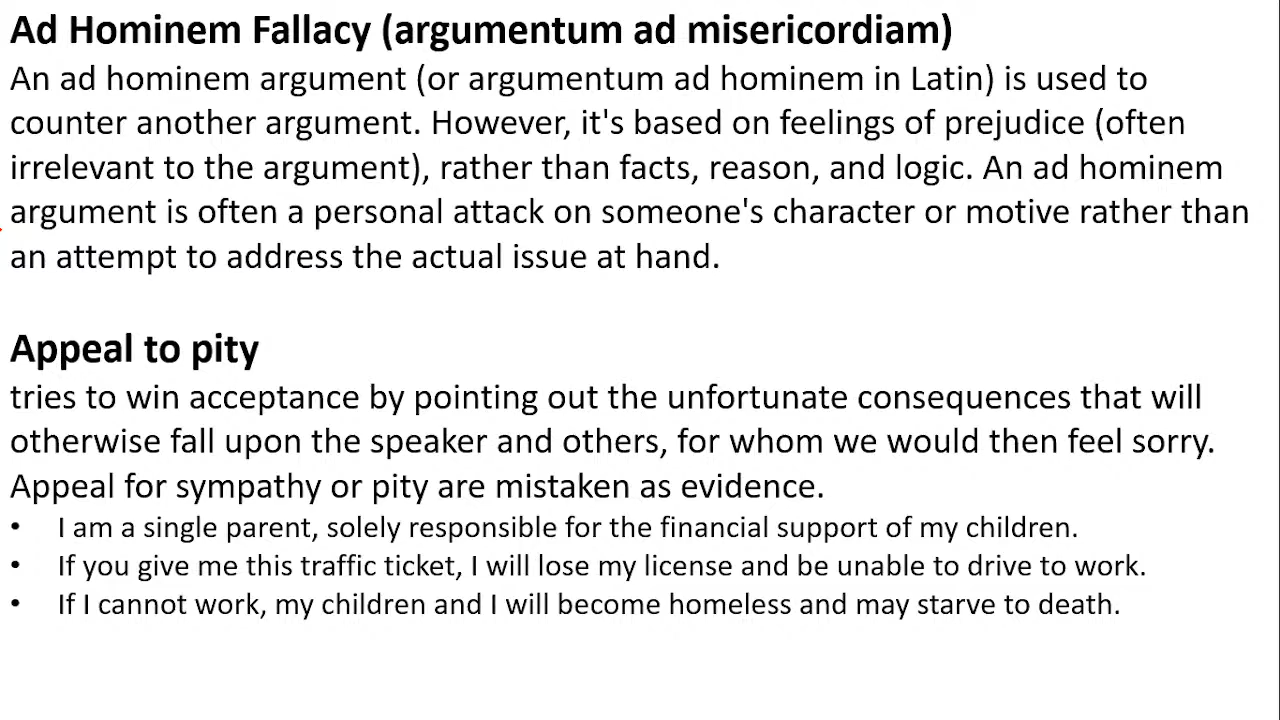 Ad Hominem Fallacy (argumentum ad misericordiam)
An ad hominem argument (or argumentum ad hominem in Latin) is used to
counter another argument. However, it's based on feelings of prejudice (often
irrelevant to the argument), rather than facts, reason, and logic. An ad hominem
argument is often a personal attack on someone's character or motive rather than
an attempt to address the actual issue at hand.
Appeal to pity
tries to win acceptance by pointing out the unfortunate consequences that will
otherwise fall upon the speaker and others, for whom we would then feel sorry.
Appeal for sympathy or pity are mistaken as evidence.
• I am a single parent, solely responsible for the financial support of my children.
• If you give me this traffic ticket, I will lose my license and be unable to drive to work.
• If I cannot work, my children and I will become homeless and may starve to death.